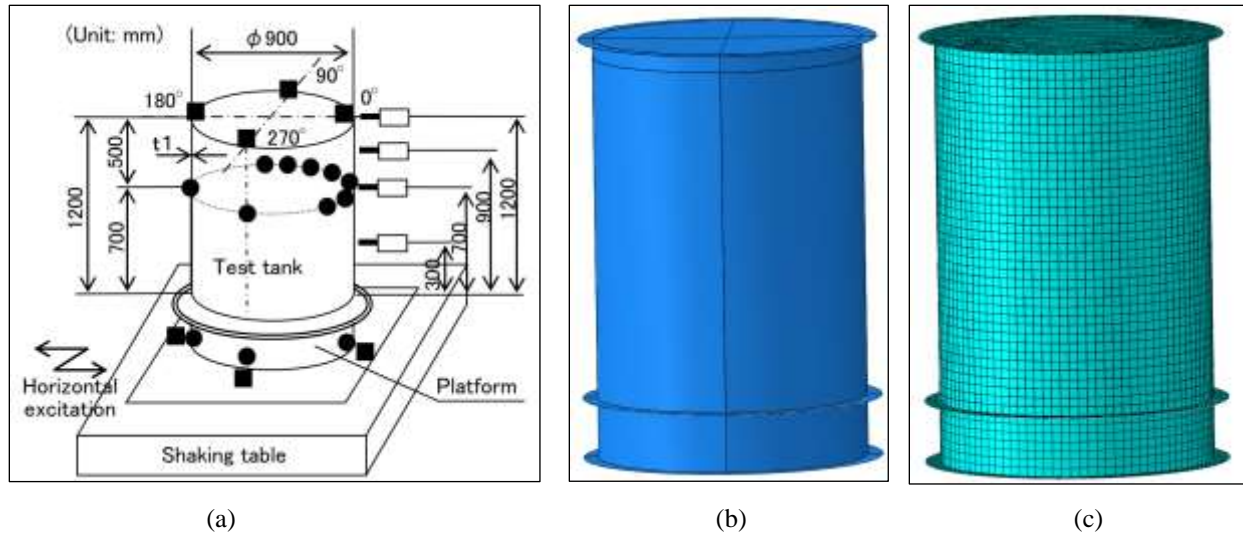 (Unit: mm)
ϕ900
90°
180°
0°
270°
t1
500
1200
700
300
700
900
1200
Test tank
Horizontal
excitation
Platform
Shaking table
(a)
(b)
(c)